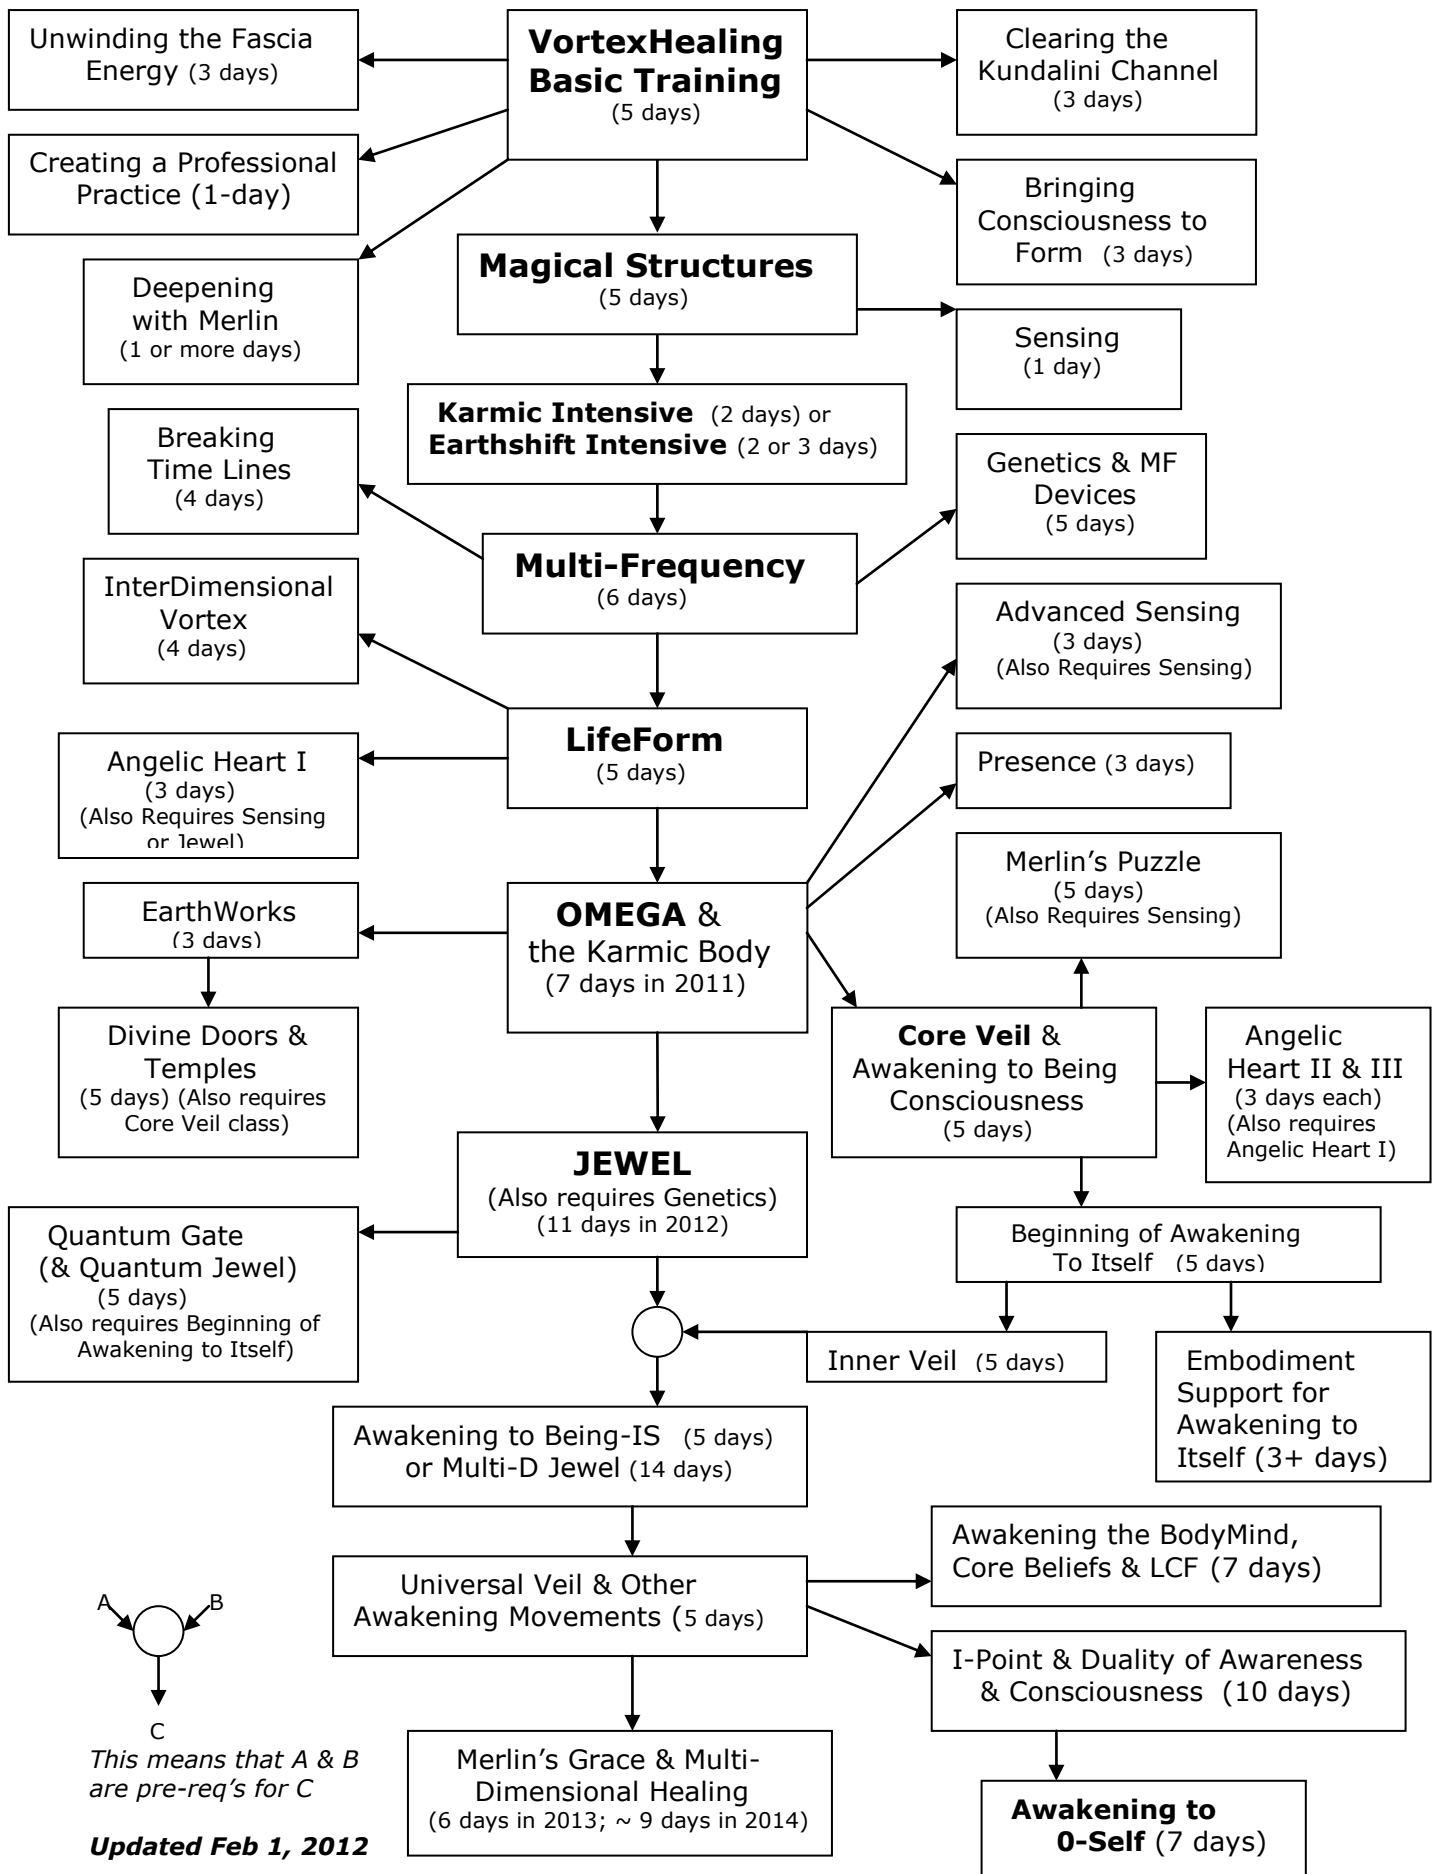 Unwinding the Fascia
Energy (3 days)
VortexHealing
Basic Training
(5 days)
Clearing the
Kundalini Channel
(3 days)
Creating a Professional
Practice (1-day)
Bringing
Consciousness to
Form (3 days)
Deepening
with Merlin
(1 or more days)
Magical Structures
(5 days)
Sensing
(1 day)
Karmic Intensive (2 days) or
Earthshift Intensive (2 or 3 days)
Breaking
Time Lines
(4 days)
Genetics & MF
Devices
(5 days)
Multi-Frequency
(6 days)
InterDimensional
Vortex
(4 days)
Advanced Sensing
(3 days)
(Also Requires Sensing)
LifeForm
(5 days)
Angelic Heart I
(3 days)
(Also Requires Sensing
or Jewel)
Presence (3 days)
Merlin's Puzzle
(5 days)
(Also Requires Sensing)
EarthWorks
(3 days)
OMEGA &
the Karmic Body
(7 days in 2011)
Divine Doors &
Temples
(5 days) (Also requires
Core Veil class)
Core Veil &
Awakening to Being
Consciousness
(5 days)
Angelic
Heart II & III
(3 days each)
(Also requires
Angelic Heart I)
JEWEL
(Also requires Genetics)
(11 days in 2012)
Quantum Gate
(& Quantum Jewel)
(5 days)
(Also requires Beginning of
Awakening to Itself)
Beginning of Awakening
To Itself (5 days)
Inner Veil (5 days)
Embodiment
Support for
Awakening to
Itself (3+ days)
Awakening to Being-IS (5 days)
or Multi-D Jewel (14 days)
Universal Veil & Other
Awakening Movements (5 days)
Awakening the BodyMind,
Core Beliefs & LCF (7 days)
I-Point & Duality of Awareness
& Consciousness (10 days)
A
B
C
This means that A & B
are pre-req's for C
Updated Feb 1, 2012
Merlin's Grace & Multi-
Dimensional Healing
(6 days in 2013; ~ 9 days in 2014)
Awakening to
0-Self (7 days)